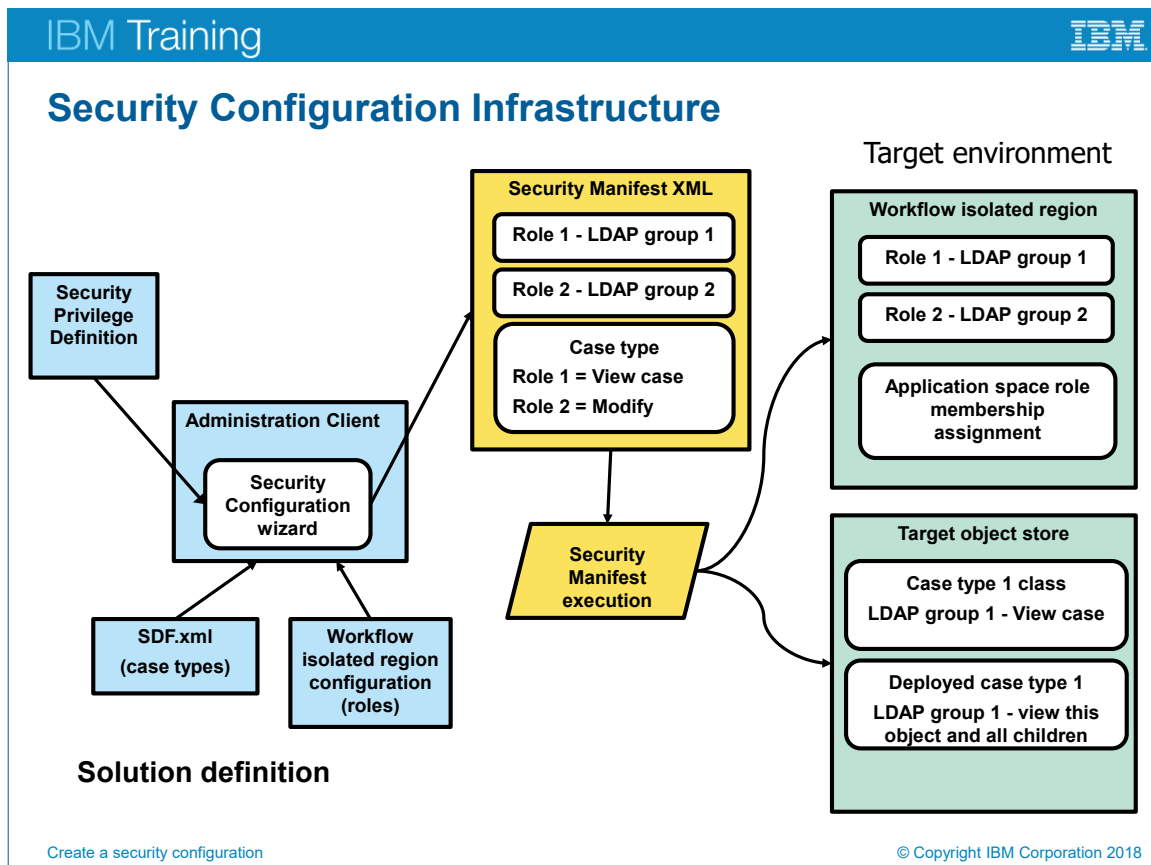 IBM Training
IBM
Security Configuration Infrastructure
Target environment
Security
Privilege
Definition
Administration Client
Security
Configuration
wizard
SDF.xml
(case types)
Workflow
isolated region
configuration
(roles)
Solution definition
Security Manifest XML
Role 1 - LDAP group 1
Role 2 - LDAP group 2
Case type
Role 1 = View case
Role 2 = Modify
Security
Manifest
execution
Workflow isolated region
Role 1 - LDAP group 1
Role 2 - LDAP group 2
Application space role
membership
assignment
Target object store
Case type 1 class
LDAP group 1 - View case
Deployed case type 1
LDAP group 1 - view this
object and all children
Create a security configuration
© Copyright IBM Corporation 2018